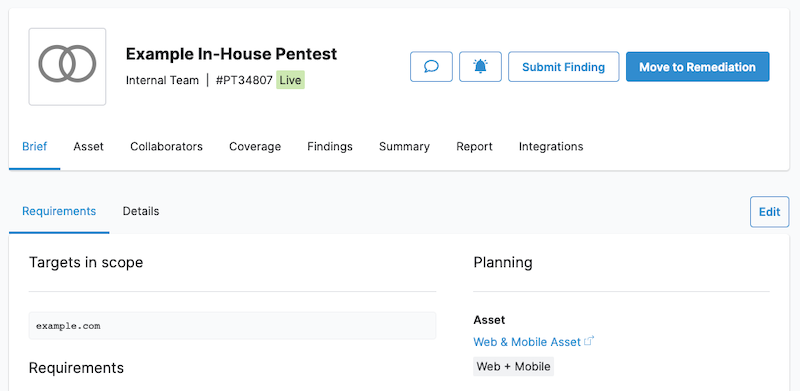 Example In-House Pentest
Internal Team | #PT34807 Live
Submit Finding
Move to Remediation
Brief Asset Collaborators Coverage Findings Summary Report Integrations
Requirements Details
Edit
Targets in scope
example.com
Requirements
Planning
Asset
Web & Mobile Asset
Web + Mobile